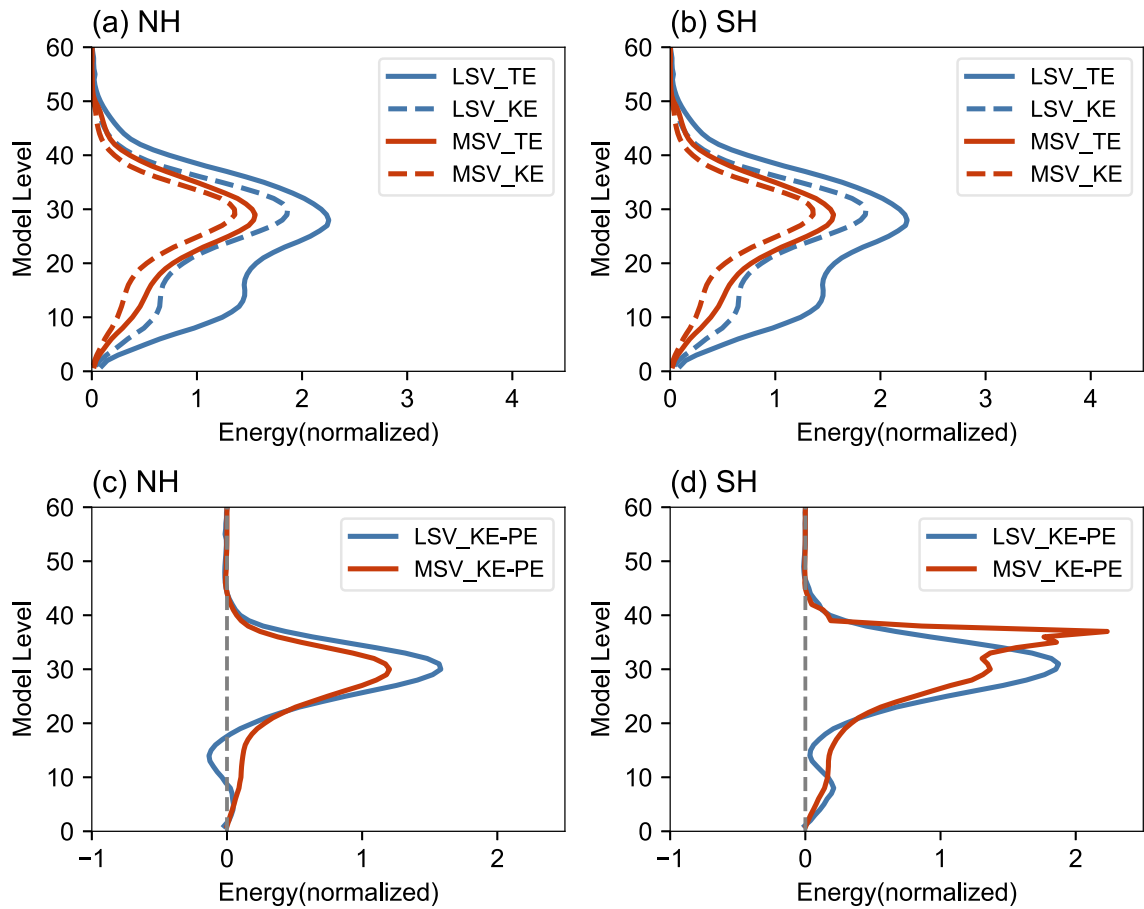 (a) NH
60
50
40
30
20
10
0
Model Level
LSV_TE
LSV_KE
MSV_TE
MSV_KE
0 1 2 3 4
Energy(normalized)
(b) SH
60
50
40
30
20
10
0
Model Level
LSV_TE
LSV_KE
MSV_TE
MSV_KE
0 1 2 3 4
Energy(normalized)
(c) NH
60
50
40
30
20
10
0
Model Level
LSV_KE-PE
MSV_KE-PE
−1 0 1 2
Energy(normalized)
(d) SH
60
50
40
30
20
10
0
Model Level
LSV_KE-PE
MSV_KE-PE
−1 0 1 2
Energy(normalized)